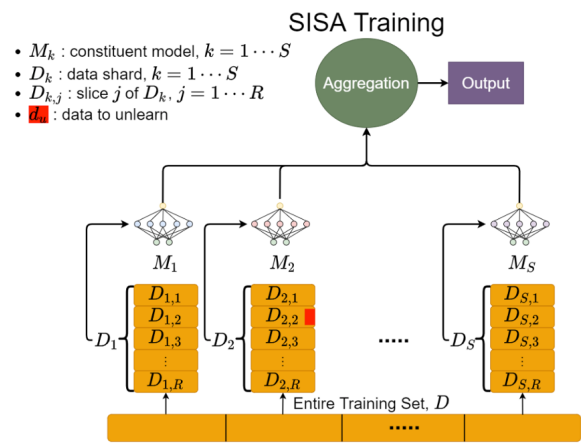 SISA Training
• M_k : constituent model, k = 1 ⋯ S
• D_k : data shard, k = 1 ⋯ S
• D_{k,j} : slice j of D_k, j = 1 ⋯ R
• d_u : data to unlearn
Aggregation
Output
M_1
M_2
M_S
D_1
D_{1,1}
D_{1,2}
D_{1,3}
⋮
D_{1,R}
D_2
D_{2,1}
D_{2,2}
D_{2,3}
⋮
D_{2,R}
.....
D_S
D_{S,1}
D_{S,2}
D_{S,3}
⋮
D_{S,R}
Entire Training Set, D
.....